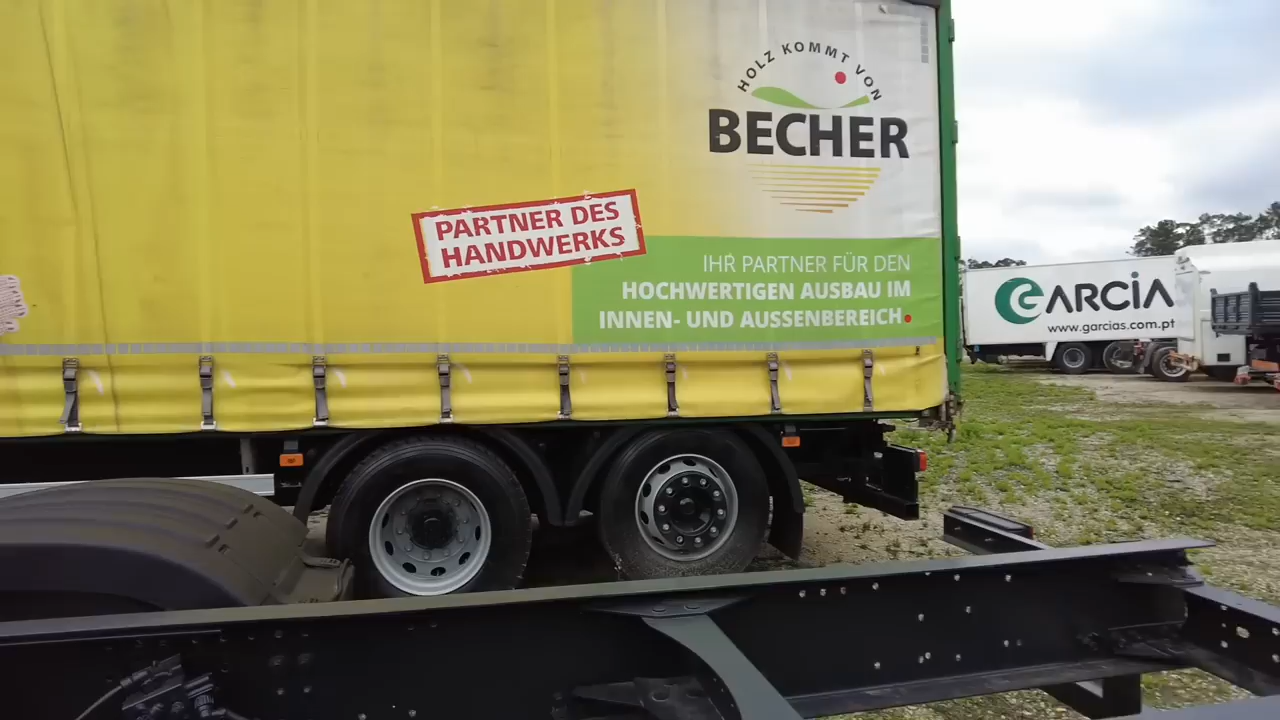 HOLZ KOMMT VON
BECHER
PARTNER DES
HANDWERKS
IHR PARTNER FÜR DEN
HOCHWERTIGEN AUSBAU IM
INNEN- UND AUSSENBEREICH.
GARCIA
www.garcias.com.pt